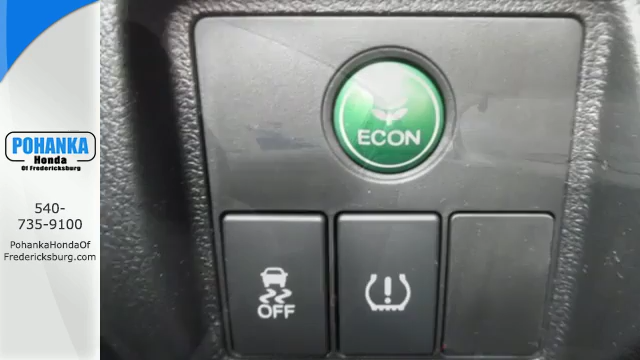 POHANKA
Honda
Of Fredericksburg
540-
735-9100
PohankaHondaOf
Fredericksburg.com
ECON
OFF